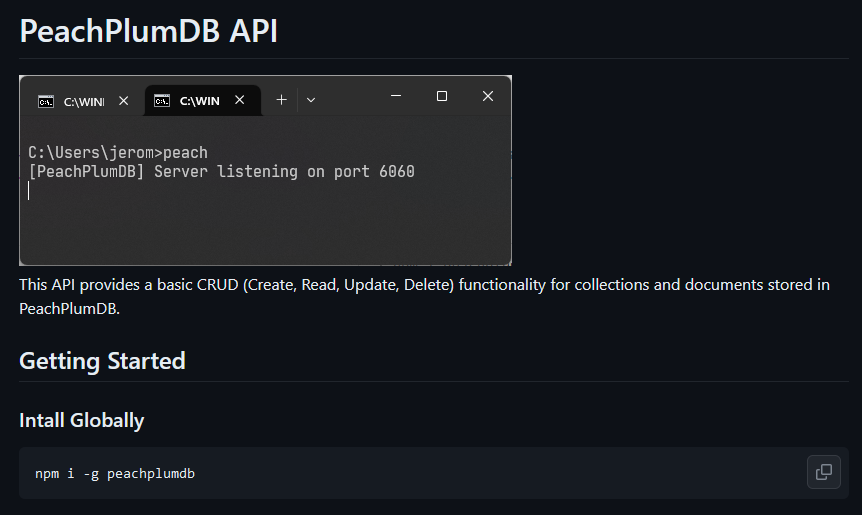 PeachPlumDB API
C:\WINI
C:\WIN
C:\Users\jerom>peach
[PeachPlumDB] Server listening on port 6060
This API provides a basic CRUD (Create, Read, Update, Delete) functionality for collections and documents stored in
PeachPlumDB.
Getting Started
Intall Globally
npm i -g peachplumdb